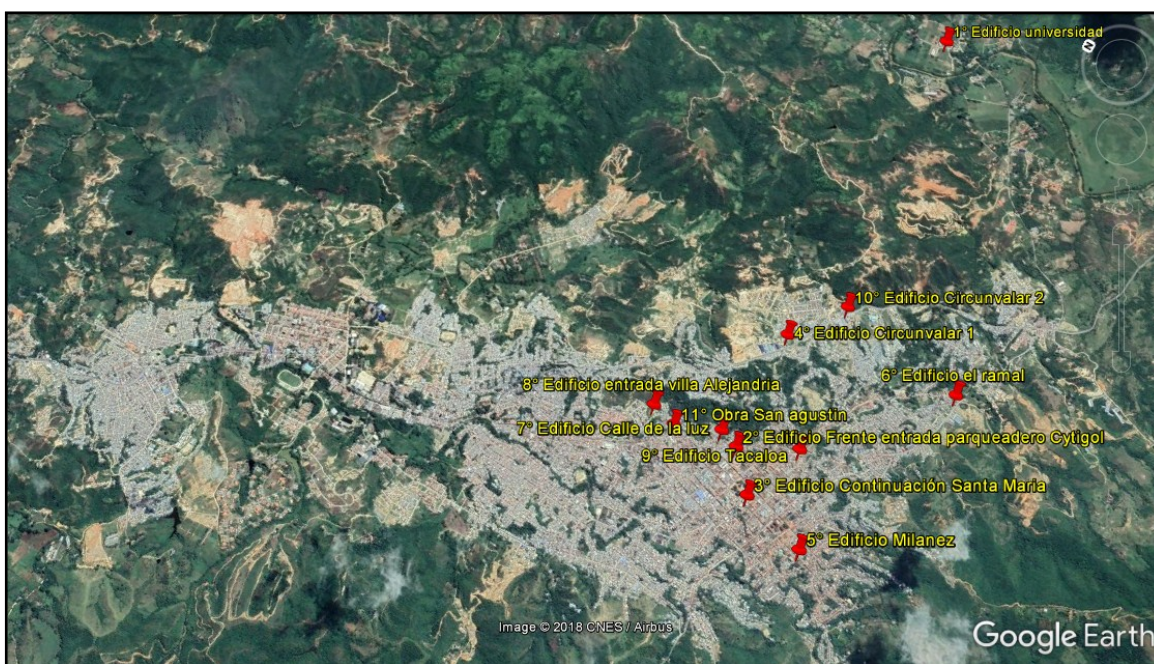 1° Edificio universidad
N
10° Edificio Circunvalar 2
4° Edificio Circunvalar 1
6° Edificio el ramal
8° Edificio entrada villa Alejandria
11° Obra San agustin
7° Edificio Calle de la luz
2° Edificio Frente entrada parqueadero Cytigol
9° Edificio Tacaloa
3° Edificio Continuación Santa Maria
5° Edificio Milanez
Image © 2018 CNES / Airbus
Google Earth